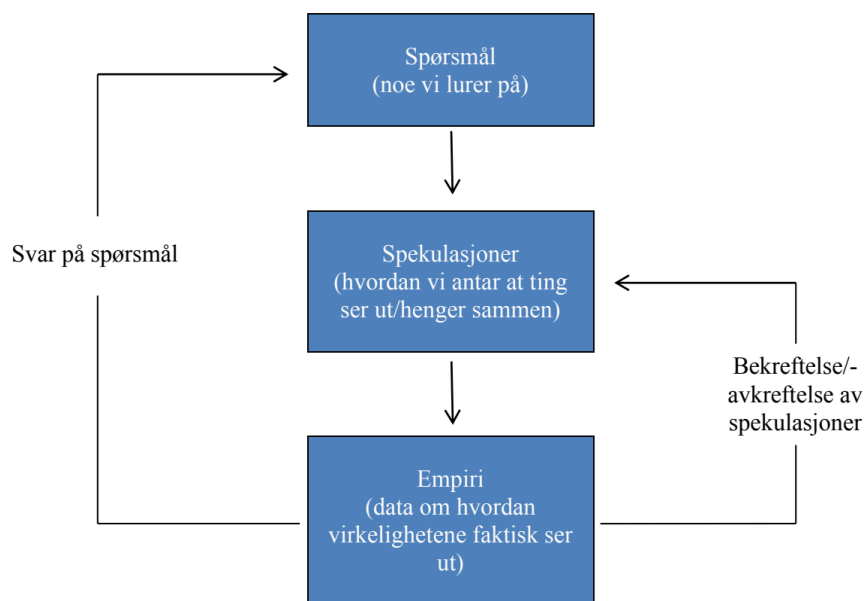 Spørsmål
(noe vi lurer på)
Svar på spørsmål
Spekulasjoner
(hvordan vi antar at ting
ser ut/henger sammen)
Bekreftelse/-
avkreftelse av
spekulasjoner
Empiri
(data om hvordan
virkelighetene faktisk ser
ut)